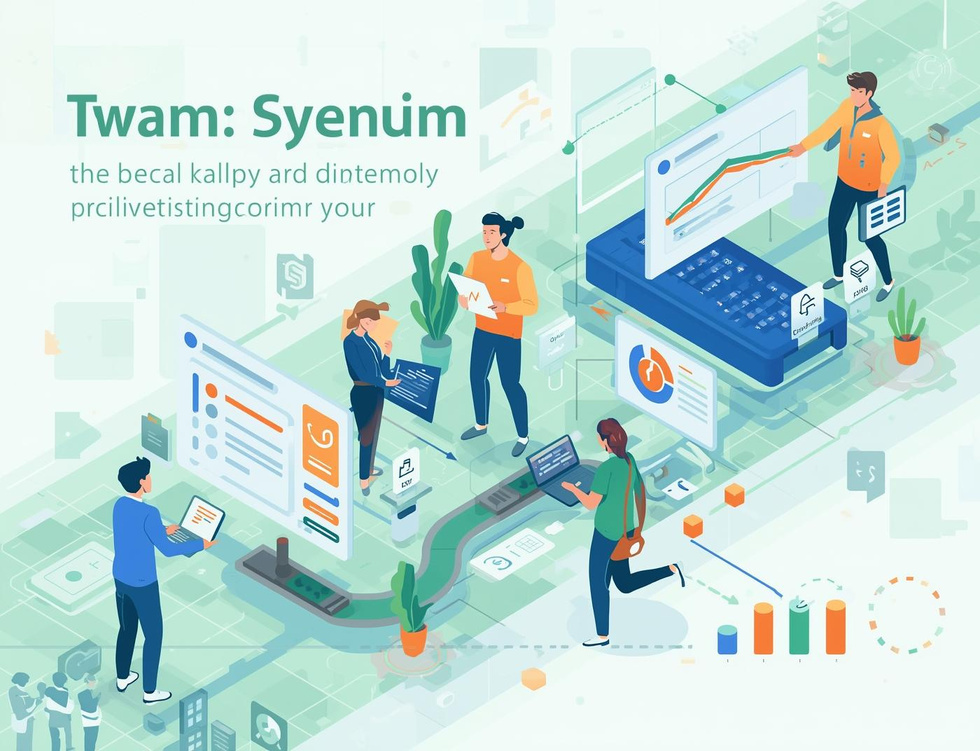 Twam: Syenum
the becal kallpy ard dintemoly
prcilivetistingcorimr your